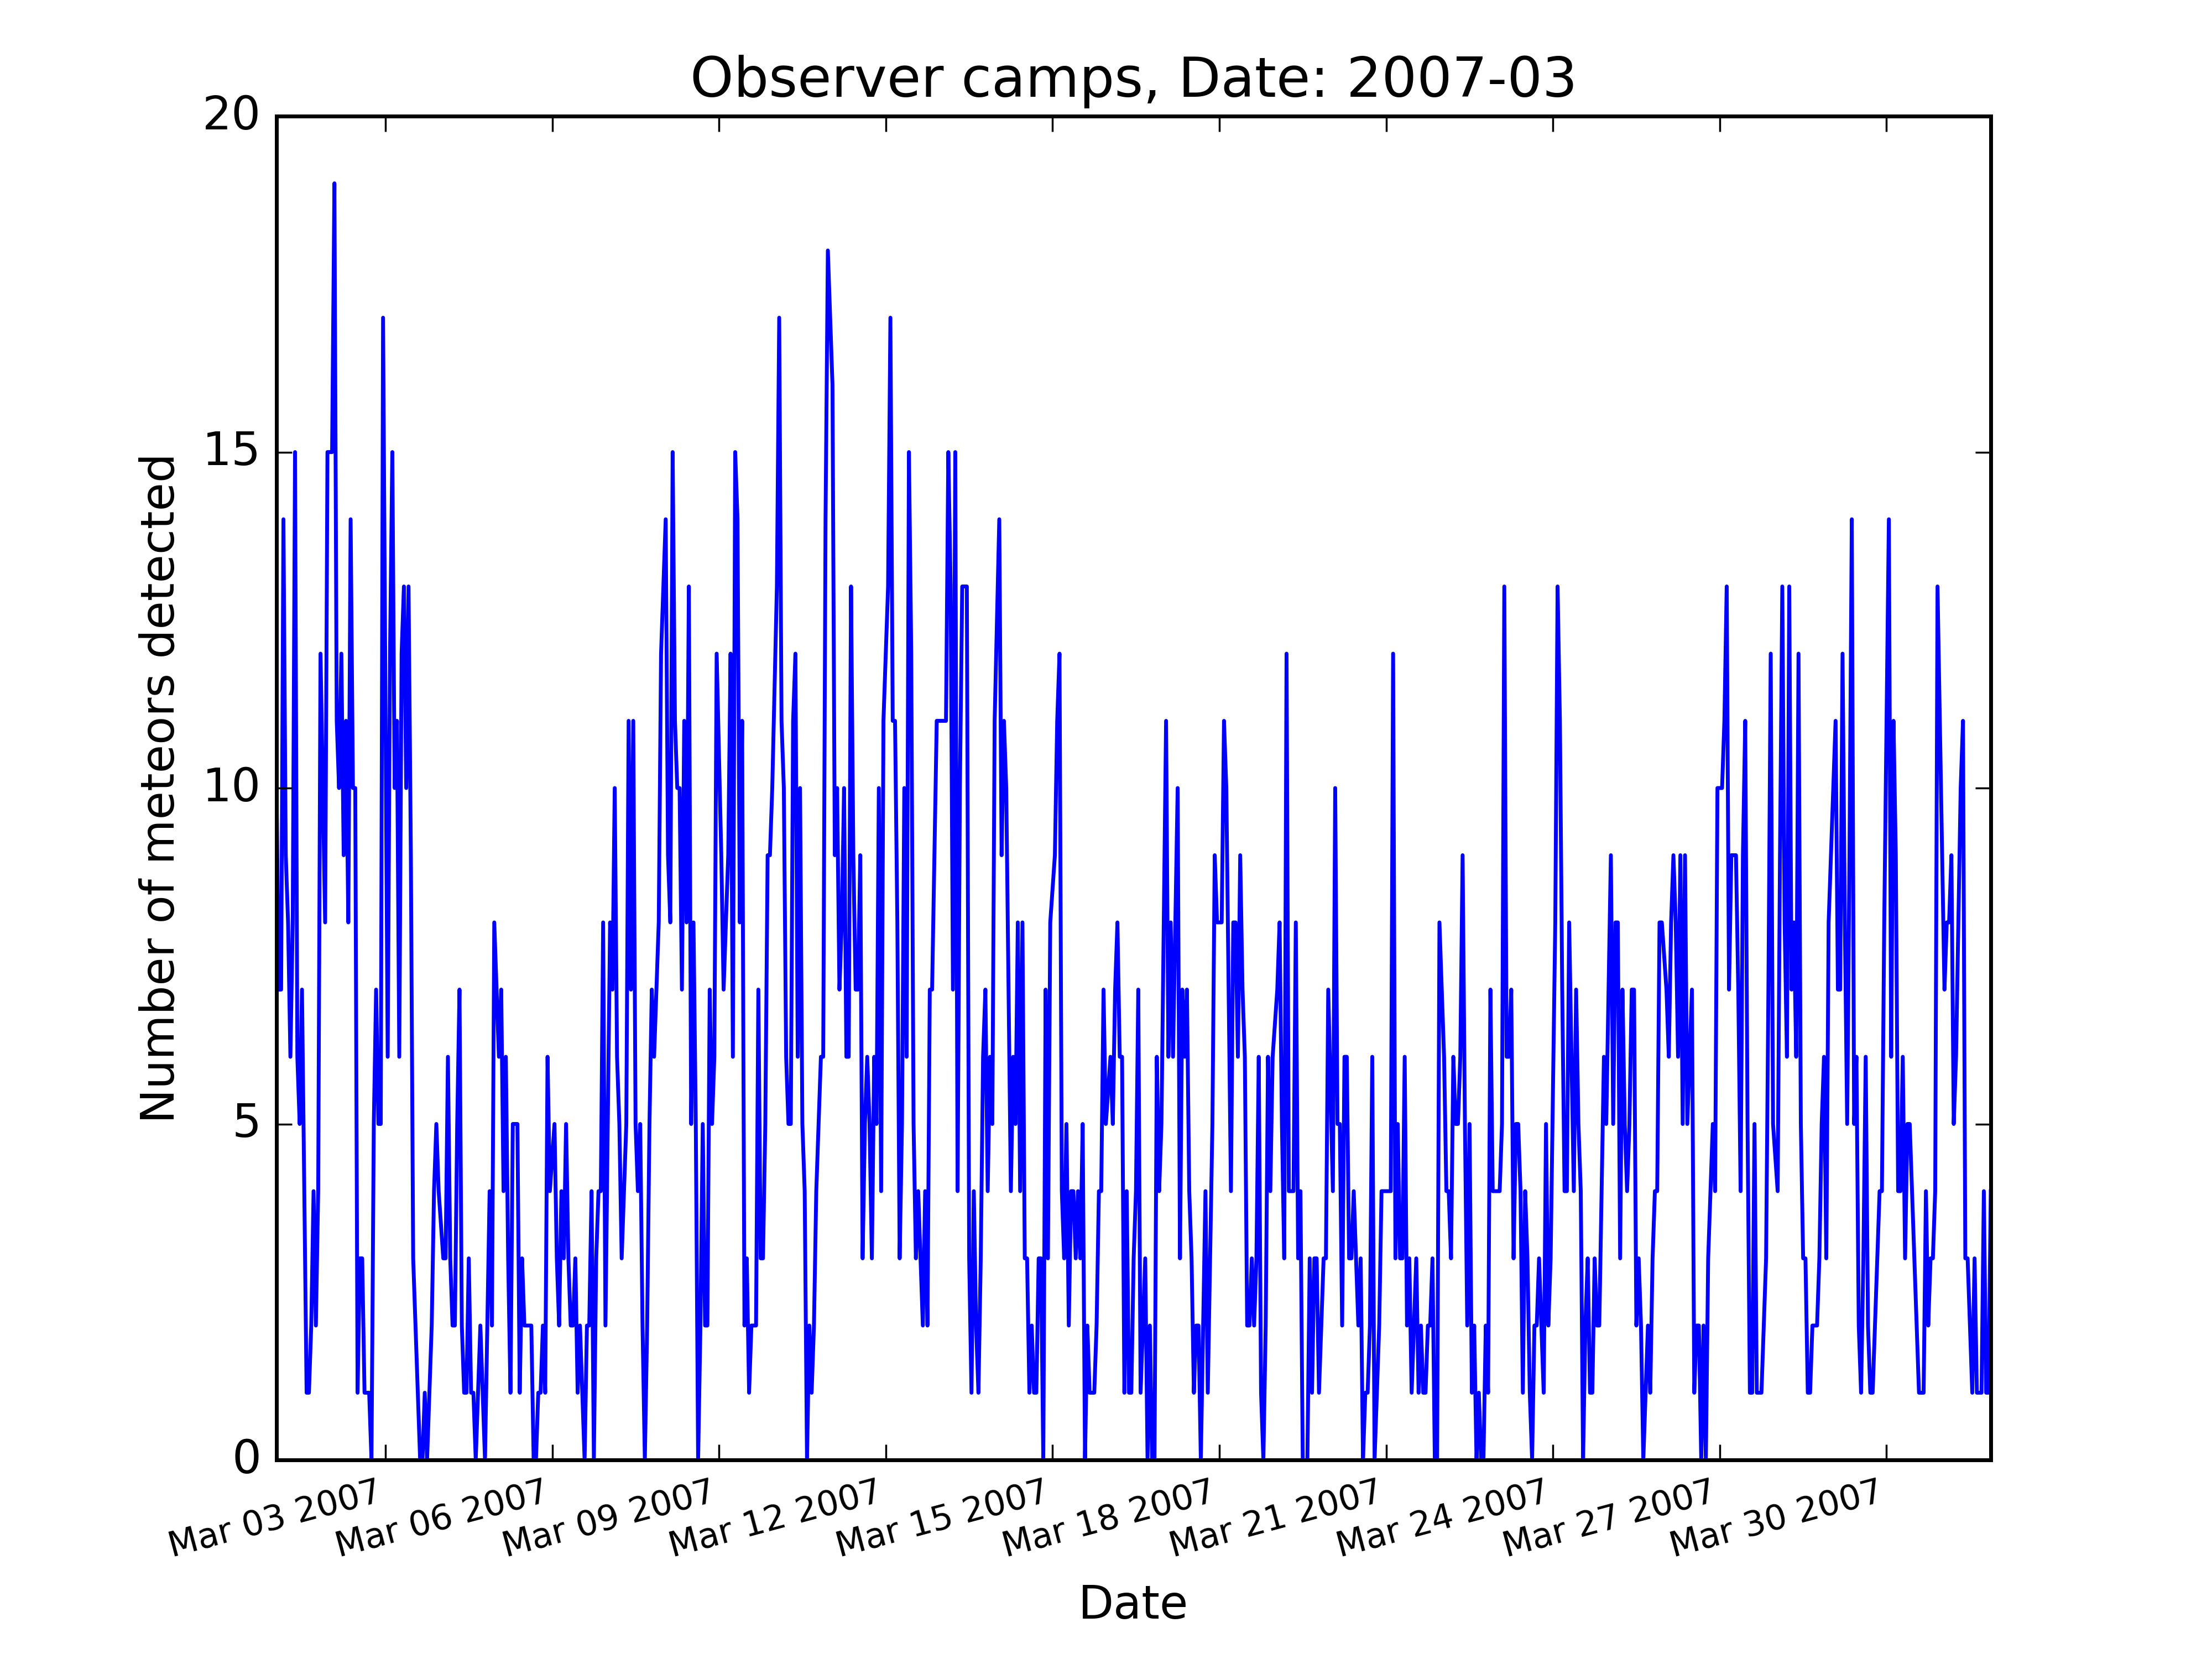 Observer camps, Date: 2007-03
Number of meteors detected
20
15
10
5
0
Mar 03 2007
Mar 06 2007
Mar 09 2007
Mar 12 2007
Mar 15 2007
Mar 18 2007
Mar 21 2007
Mar 24 2007
Mar 27 2007
Mar 30 2007
Date